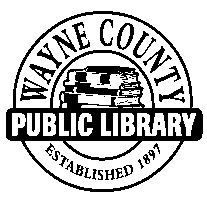 WAYNE COUNTY
PUBLIC LIBRARY
ESTABLISHED 1897